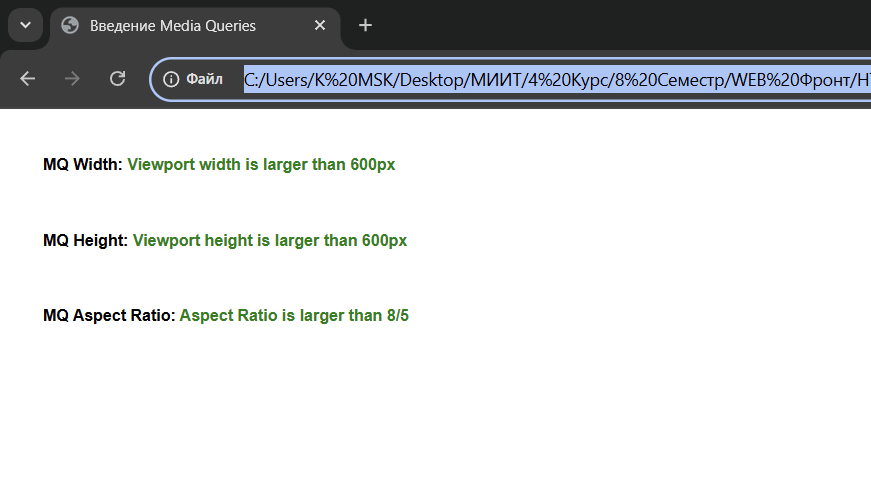 Введение Media Queries
Файл C:/Users/K%20MSK/Desktop/МИИТ/4%20Курс/8%20Семестр/WEB%20Фронт/H
MQ Width: Viewport width is larger than 600px
MQ Height: Viewport height is larger than 600px
MQ Aspect Ratio: Aspect Ratio is larger than 8/5